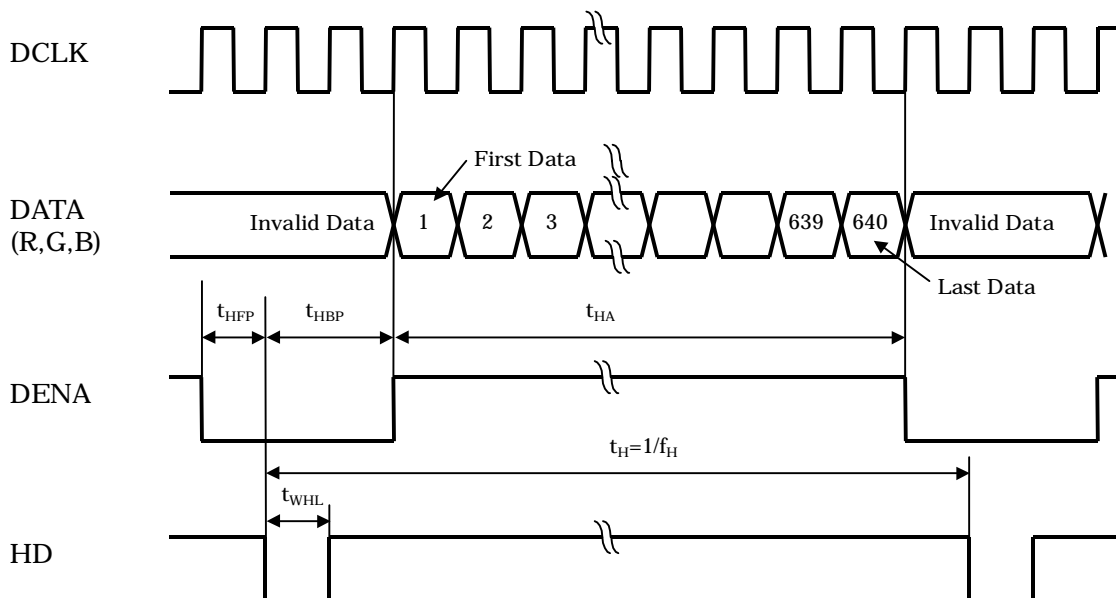 DCLK
First Data
DATA
(R,G,B)
Invalid Data
1
2
3
639
640
Invalid Data
Last Data
tHFP
tHBP
tHA
DENA
tH=1/fH
tWHL
HD